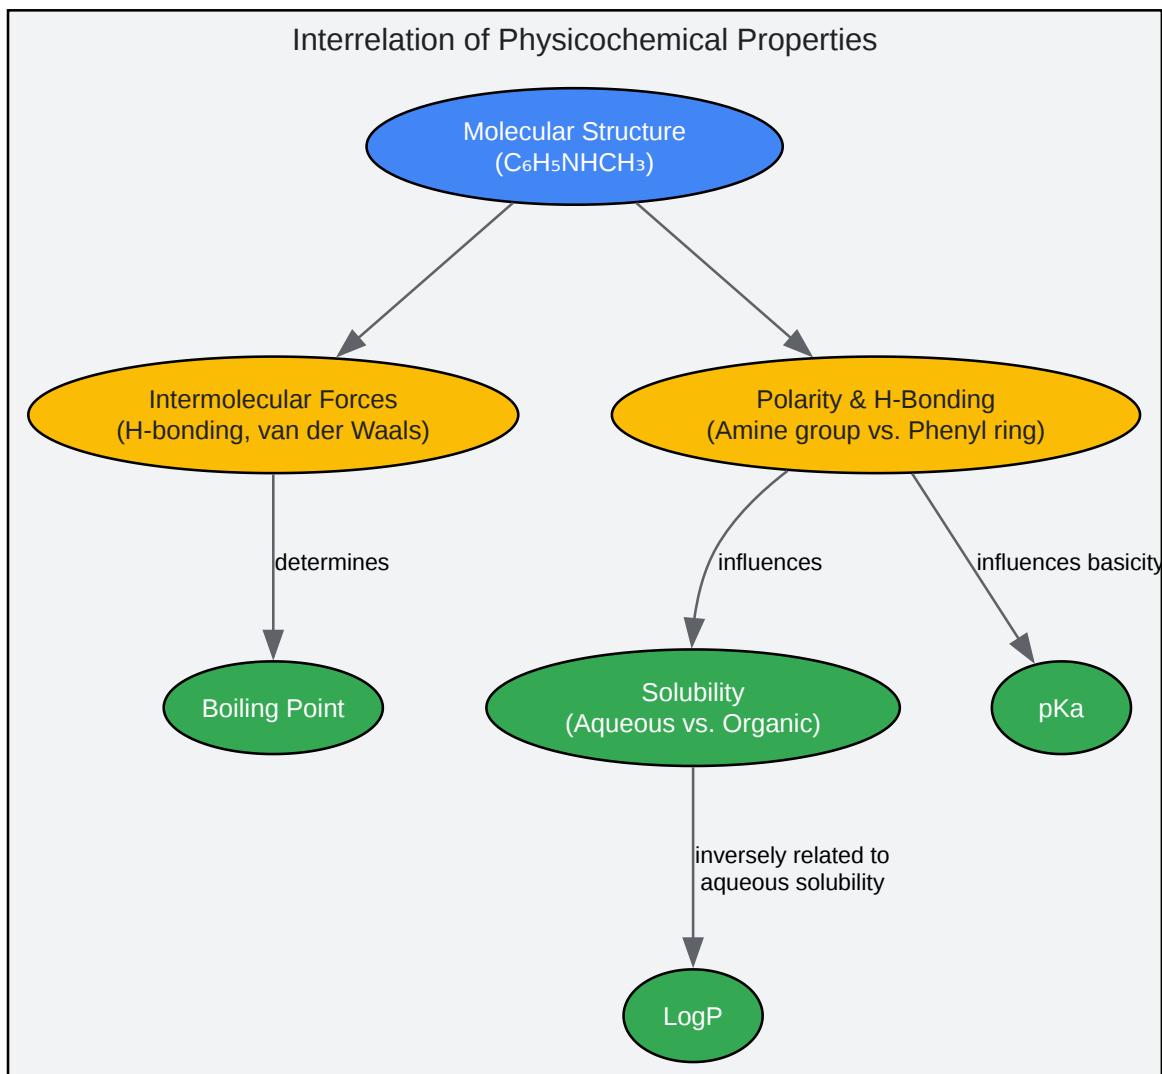 Interrelation of Physicochemical Properties
Molecular Structure
(C₆H₅NHCH₃)
Intermolecular Forces
(H-bonding, van der Waals)
Polarity & H-Bonding
(Amine group vs. Phenyl ring)
determines
influences
influences basicity
Boiling Point
Solubility
(Aqueous vs. Organic)
pKa
inversely related to
aqueous solubility
LogP